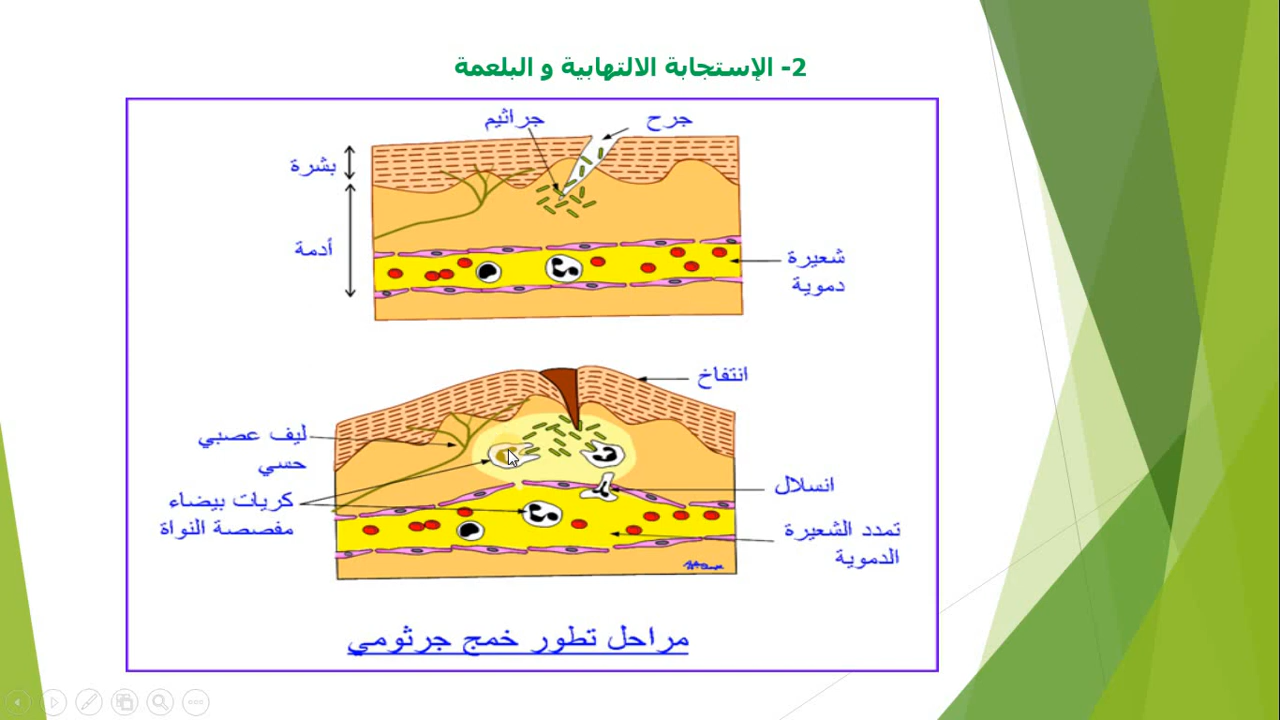 2- الإستجابة الالتهابية و البلعمة
جراثيم
جرح
بشرة
أدمة
شعيرة
دموية
انتفاخ
ليف عصبي
حسي
كريات بيضاء
مفصصة النواة
انسلال
تمدد الشعيرة
الدموية
مراحل تطور خمج جرثومي